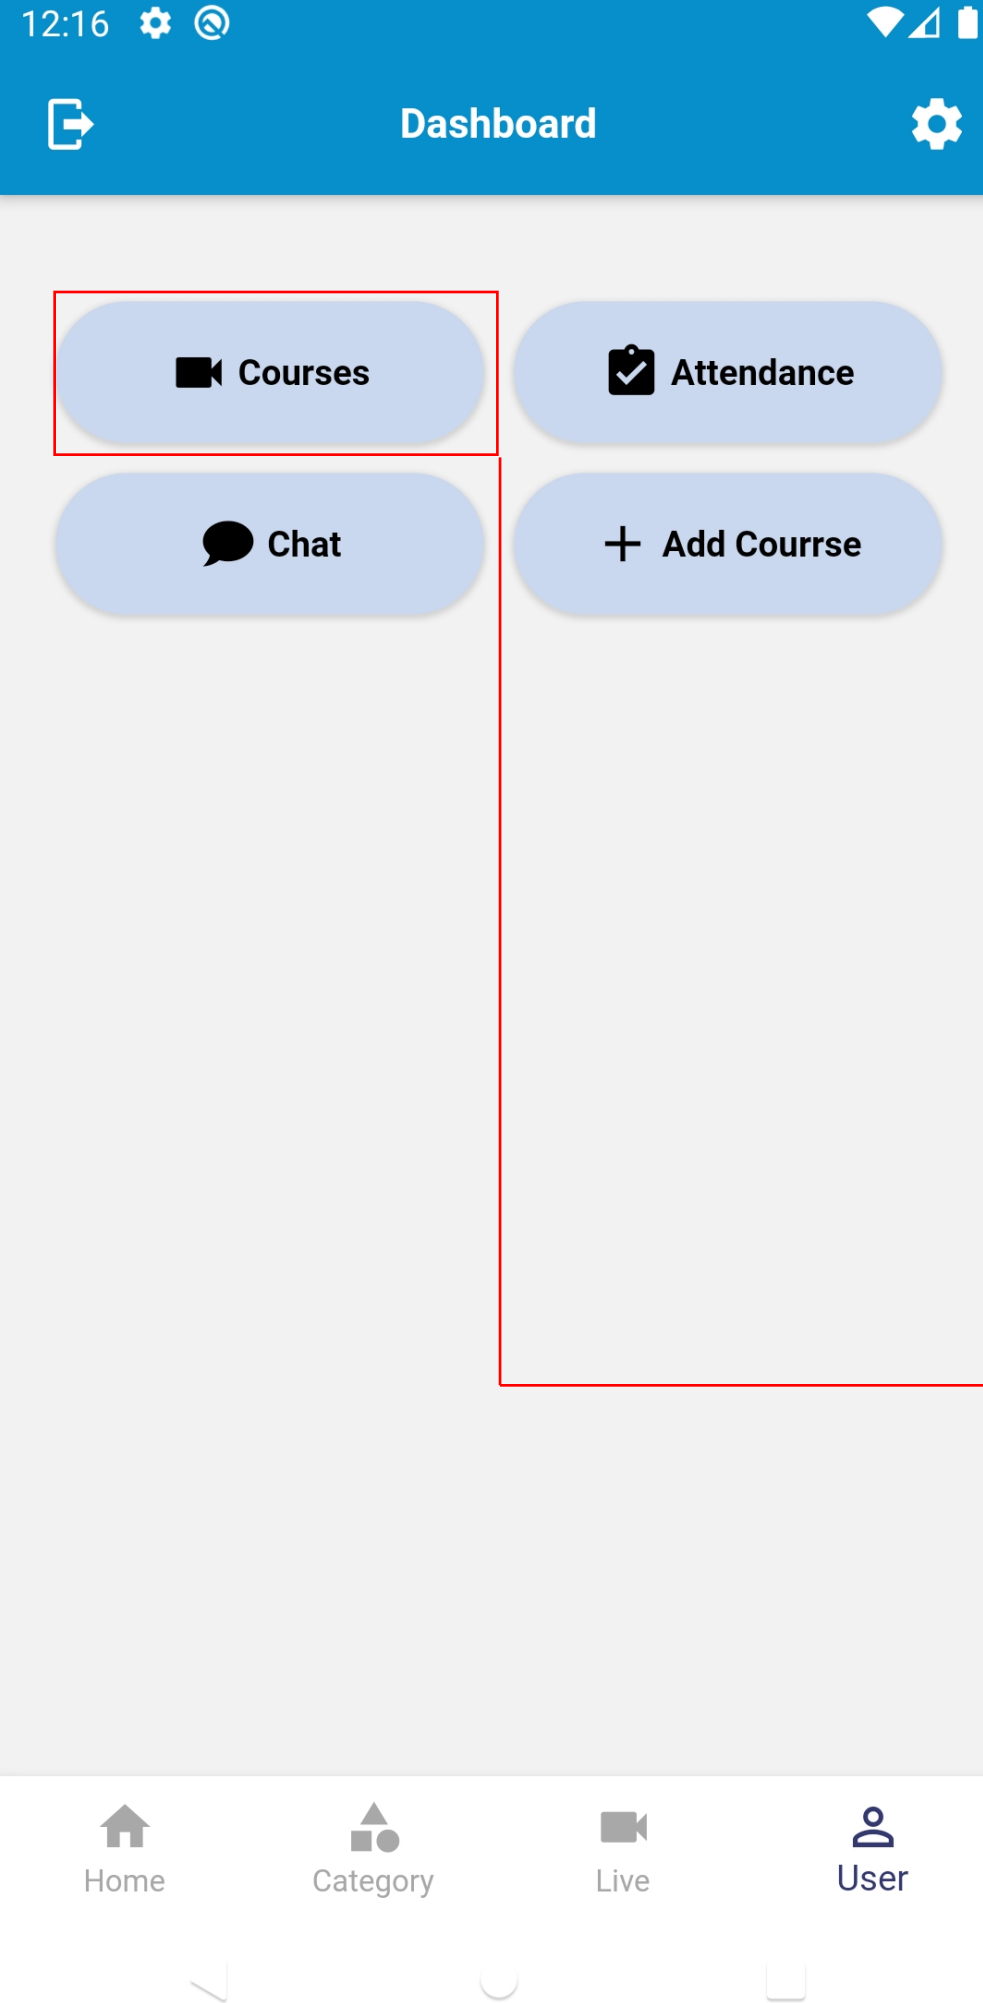 12:16
Dashboard
Courses
Attendance
Chat
Add Courrse
Home
Category
Live
User